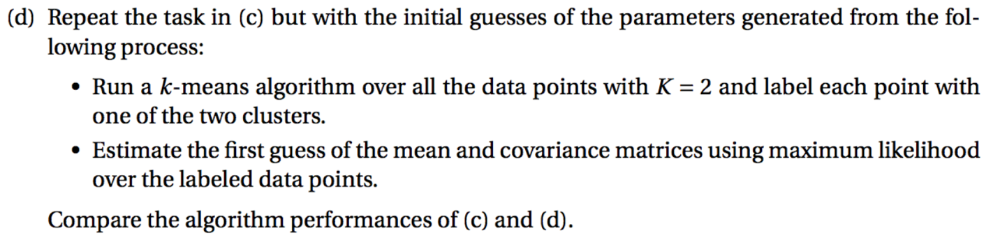 (d) Repeat the task in (c) but with the initial guesses of the parameters generated from the fol-
lowing process:
• Run a k-means algorithm over all the data points with K = 2 and label each point with
one of the two clusters.
• Estimate the first guess of the mean and covariance matrices using maximum likelihood
over the labeled data points.
Compare the algorithm performances of (c) and (d).